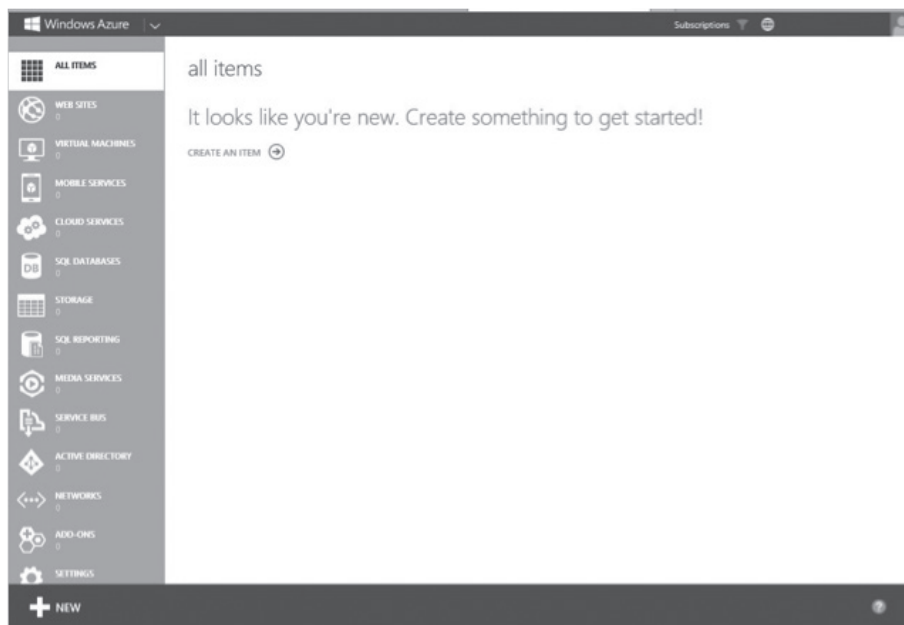 Windows Azure
Subscriptions
ALL ITEMS
WEB SITES
0
VIRTUAL MACHINES
0
MOBILE SERVICES
0
CLOUD SERVICES
0
SQL DATABASES
0
DB
STORAGE
0
SQL REPORTING
0
MEDIA SERVICES
0
SERVICE BUS
0
ACTIVE DIRECTORY
0
NETWORKS
0
ADD-ONS
0
SETTINGS
all items
It looks like you're new. Create something to get started!
CREATE AN ITEM
NEW
?